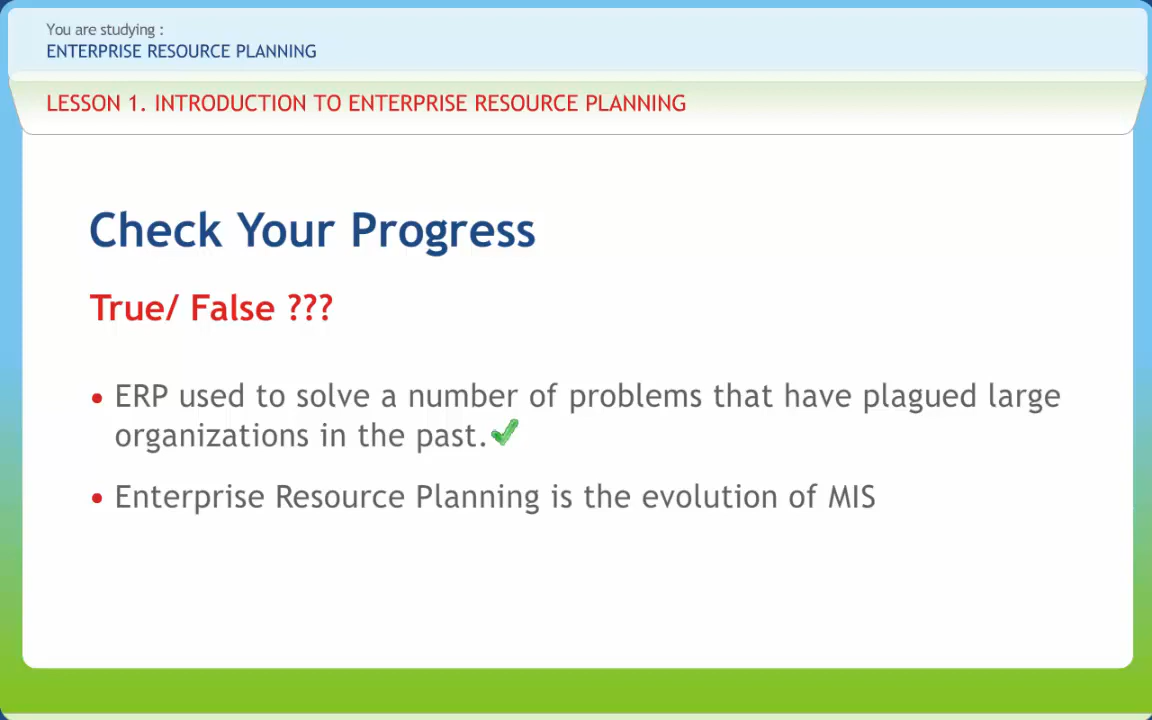 You are studying :
ENTERPRISE RESOURCE PLANNING
LESSON 1. INTRODUCTION TO ENTERPRISE RESOURCE PLANNING
Check Your Progress
True/ False ???
• ERP used to solve a number of problems that have plagued large
organizations in the past.
• Enterprise Resource Planning is the evolution of MIS